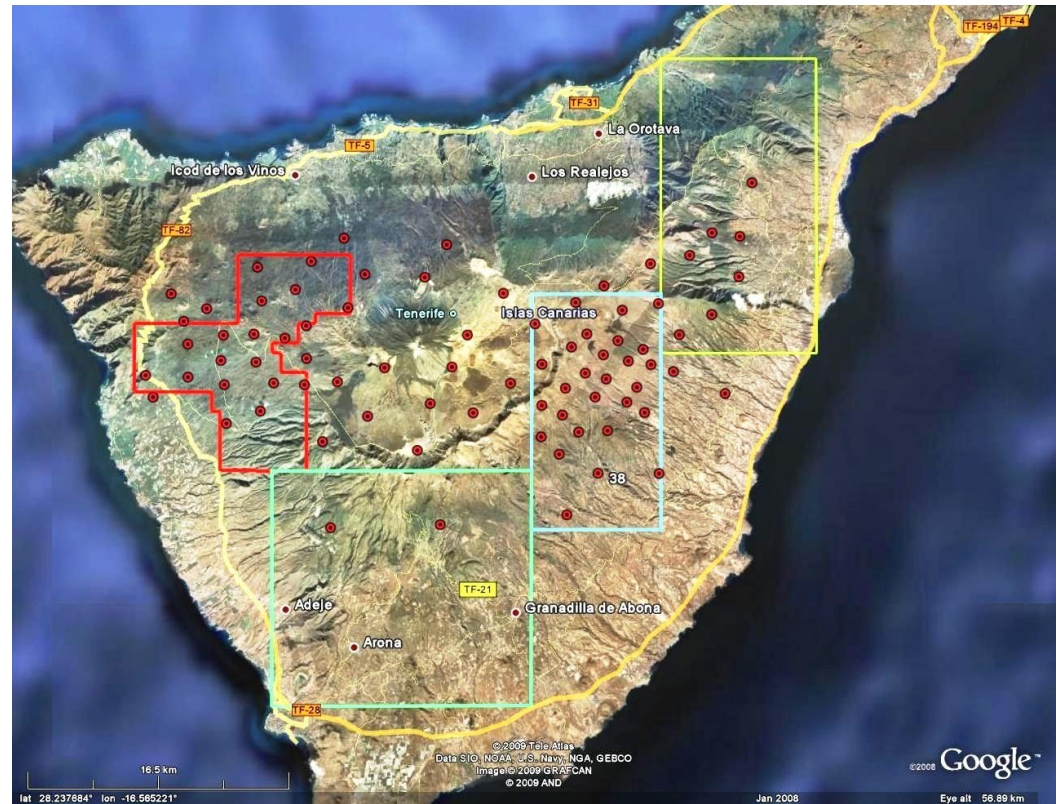 TF-194
TF-4
TF-31
La Orotava
TF-5
Icod de los Vinos
Los Realejos
TF-82
Tenerife
Islas Canarias
38
TF-21
Adeje
Granadilla de Abona
Arona
TF-28
© 2009 Tele Atlas
Data SIO, NOAA, U.S. Navy, NGA, GEBCO
Image © 2009 GRAFCAN
© 2009 AND
©2008 Google™
16.5 km
lat 28.237684° lon -16.565221°
Jan 2008
Eye alt 56.89 km